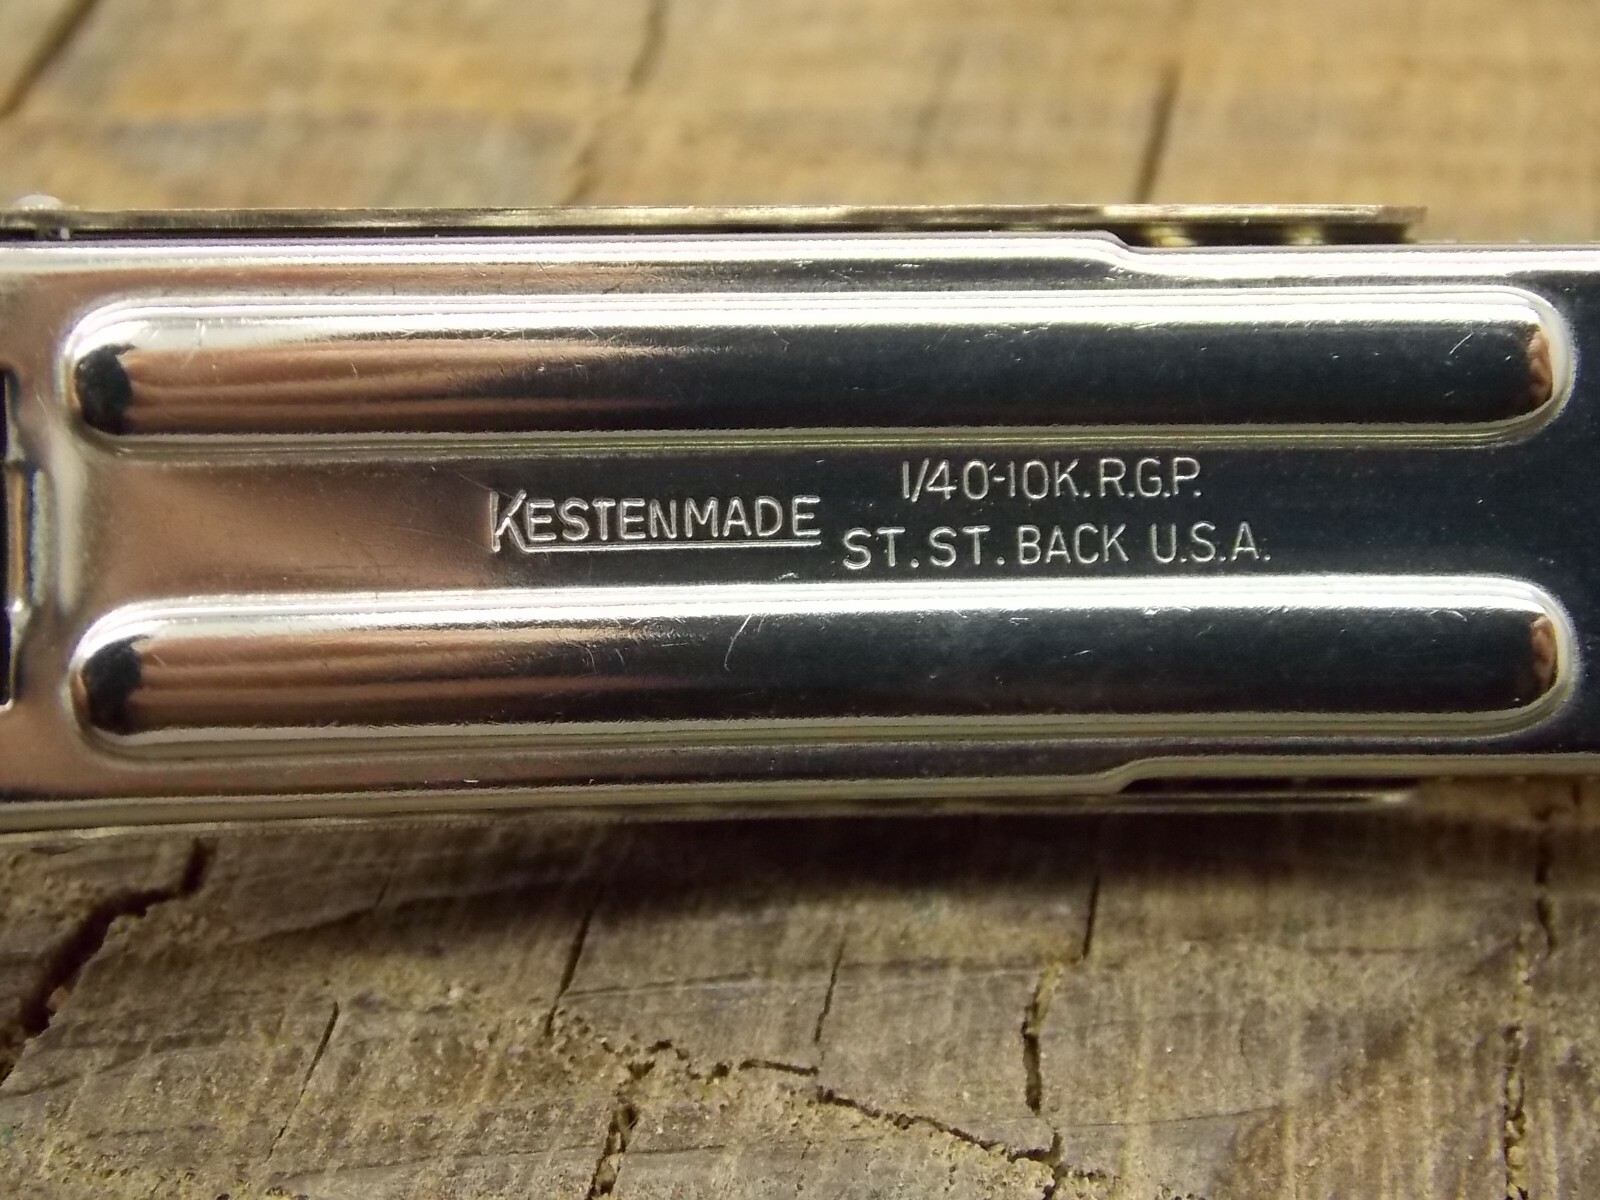 KESTENMADE
1/40-10K.R.G.P.
ST. ST. BACK U.S.A.